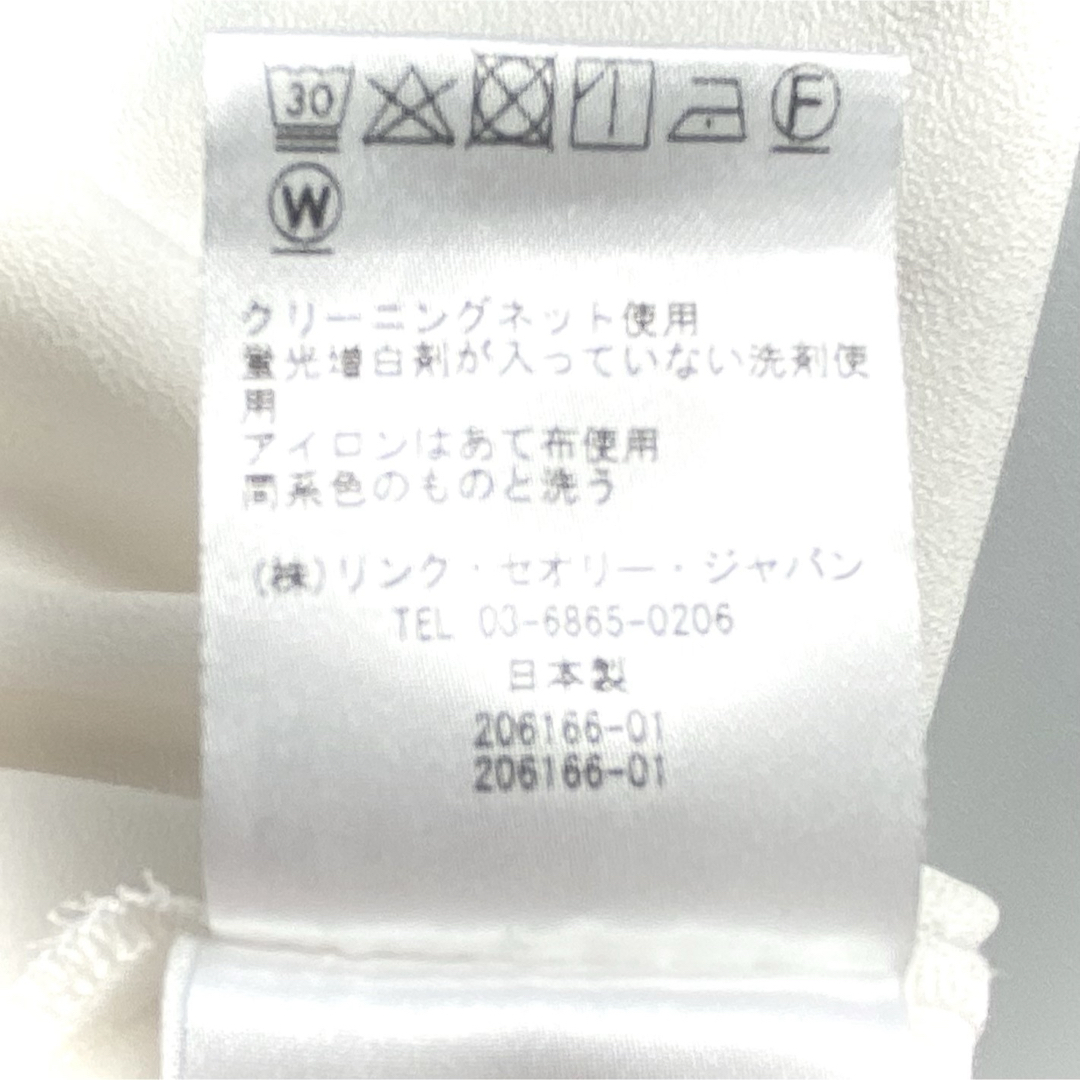 30
F
W
クリーニングネット使用
蛍光増白剤が入っていない洗剤使
用
アイロンはあて布使用
同系色のものと洗う
(株)リンク・セオリー・ジャパン
TEL 03-6865-0206
日本製
206166-01
206166-01